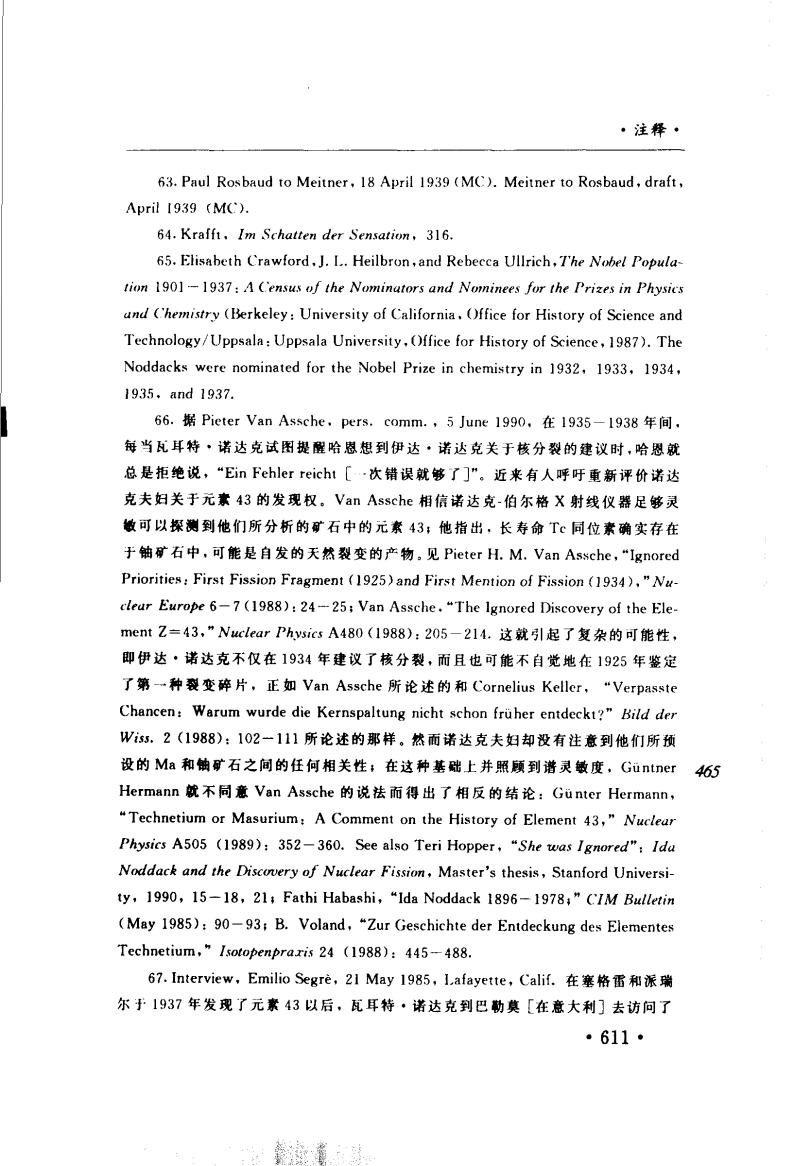 ·注释·
63. Paul Rosbaud to Meitner, 18 April 1939 (MC). Meitner to Rosbaud, draft,
April 1939 (MC).
64. Krafft, Im Schatten der Sensation, 316.
65. Elisabeth Crawford, J. L. Heilbron, and Rebecca Ullrich, The Nobel Popula-
tion 1901-1937: A Census of the Nominators and Nominees for the Prizes in Physics
and Chemistry (Berkeley: University of California, Office for History of Science and
Technology/Uppsala: Uppsala University, Office for History of Science, 1987). The
Noddacks were nominated for the Nobel Prize in chemistry in 1932, 1933, 1934,
1935, and 1937.
66. 据 Pieter Van Assche, pers. comm., 5 June 1990, 在 1935-1938 年间,
每当瓦耳特·诺达克试图提醒哈恩想到伊达·诺达克关于核分裂的建议时,哈恩就
总是拒绝说,“Ein Fehler reicht [一次错误就够了]”。近来有人呼吁重新评价诺达
克夫妇关于元素 43 的发现权。Van Assche 相信诺达克-伯尔格 X 射线仪器足够灵
敏可以探测到他们所分析的矿石中的元素 43; 他指出, 长寿命 Tc 同位素确实存在
于铀矿石中, 可能是自发的天然裂变的产物。见 Pieter H. M. Van Assche, “Ignored
Priorities: First Fission Fragment (1925) and First Mention of Fission (1934),” Nu-
clear Europe 6-7 (1988): 24-25; Van Assche, “The Ignored Discovery of the Ele-
ment Z=43,” Nuclear Physics A480 (1988): 205-214. 这就引起了复杂的可能性,
即伊达·诺达克不仅在 1934 年建议了核分裂, 而且也可能不自觉地在 1925 年鉴定
了第一种裂变碎片, 正如 Van Assche 所论述的和 Cornelius Keller, “Verpasste
Chancen: Warum wurde die Kernspaltung nicht schon früher entdeckt?” Bild der
Wiss. 2 (1988): 102-111 所论述的那样。然而诺达克夫妇却没有注意到他们所预
设的 Ma 和铀矿石之间的任何相关性; 在这种基础上并照顾到谱灵敏度, Güntner
465
Hermann 就不同意 Van Assche 的说法而得出了相反的结论: Günter Hermann,
“Technetium or Masurium: A Comment on the History of Element 43,” Nuclear
Physics A505 (1989): 352-360. See also Teri Hopper, “She was Ignored”: Ida
Noddack and the Discovery of Nuclear Fission, Master's thesis, Stanford Universi-
ty, 1990, 15-18, 21; Fathi Habashi, “Ida Noddack 1896-1978;” CIM Bulletin
(May 1985): 90-93; B. Voland, “Zur Geschichte der Entdeckung des Elementes
Technetium,” Isotopenpraxis 24 (1988): 445-488.
67. Interview, Emilio Segrè, 21 May 1985, Lafayette, Calif. 在塞格雷和派瑞
尔于 1937 年发现了元素 43 以后, 瓦耳特·诺达克到巴勒莫 [在意大利] 去访问了
·611·